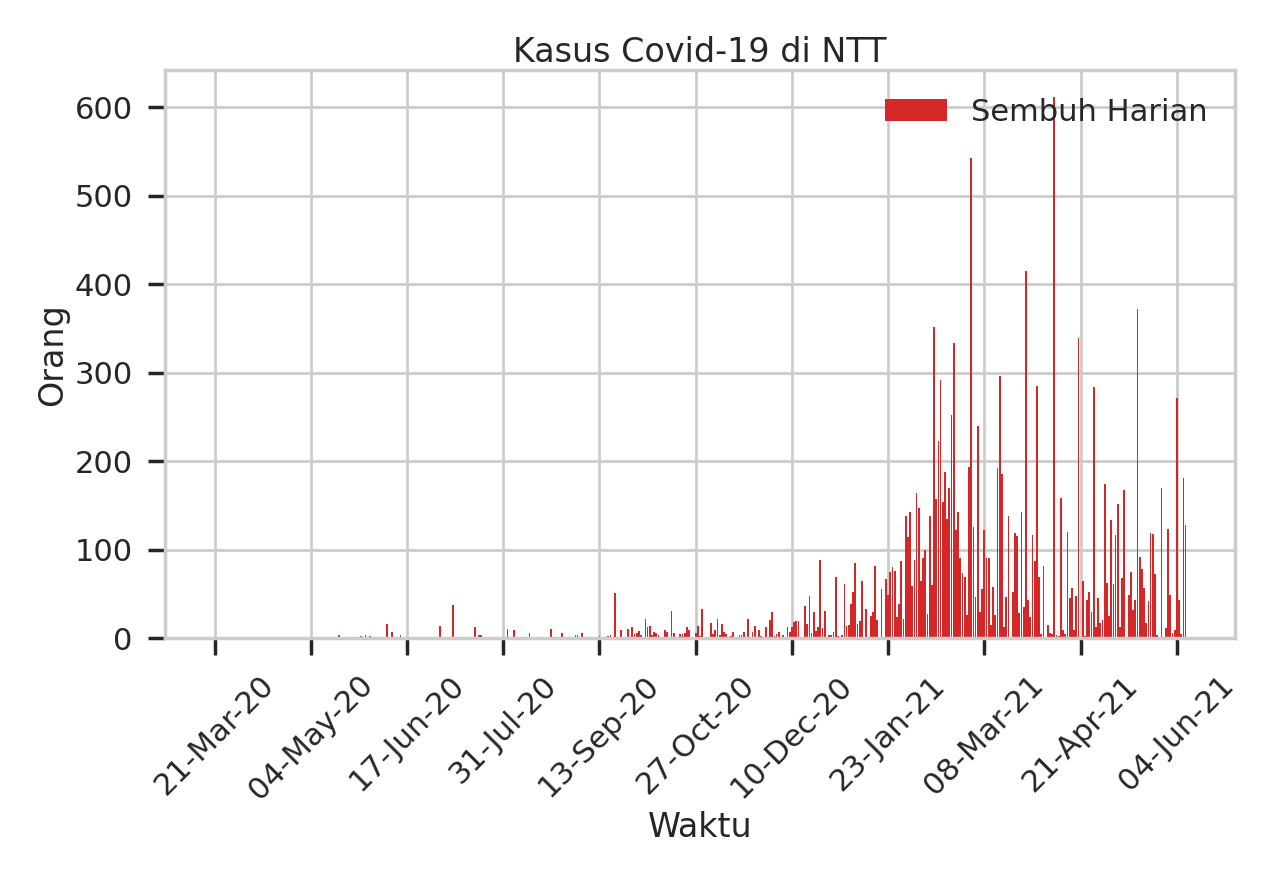 Kasus Covid-19 di NTT
Sembuh Harian
Orang
600
500
400
300
200
100
0
21-Mar-20
04-May-20
17-Jun-20
31-Jul-20
13-Sep-20
27-Oct-20
10-Dec-20
23-Jan-21
08-Mar-21
21-Apr-21
04-Jun-21
Waktu